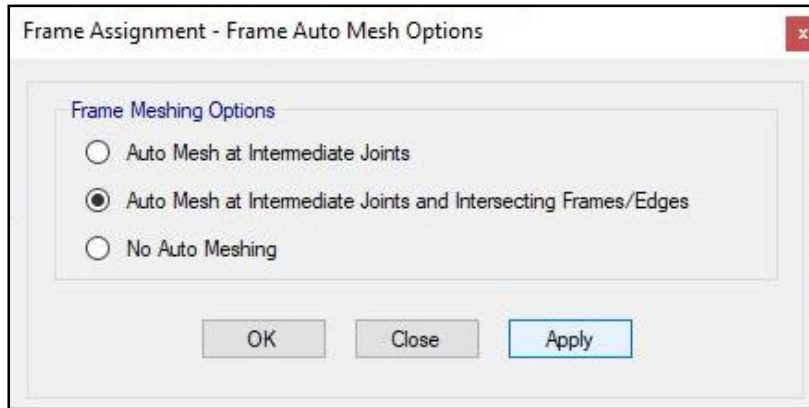 Frame Assignment - Frame Auto Mesh Options
x
Frame Meshing Options
Auto Mesh at Intermediate Joints
Auto Mesh at Intermediate Joints and Intersecting Frames/Edges
No Auto Meshing
OK Close Apply